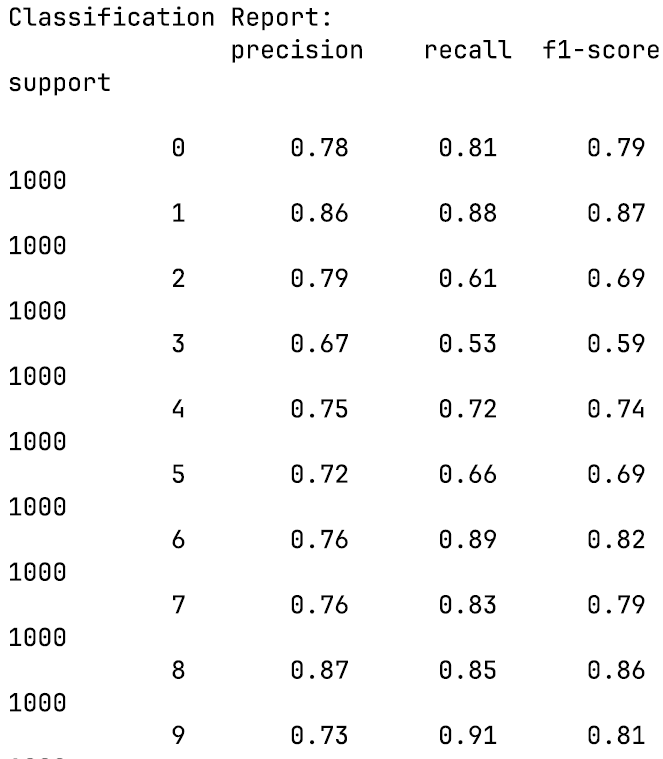 Classification Report:
precision recall f1-score
support
0 0.78 0.81 0.79
1000
1 0.86 0.88 0.87
1000
2 0.79 0.61 0.69
1000
3 0.67 0.53 0.59
1000
4 0.75 0.72 0.74
1000
5 0.72 0.66 0.69
1000
6 0.76 0.89 0.82
1000
7 0.76 0.83 0.79
1000
8 0.87 0.85 0.86
1000
9 0.73 0.91 0.81